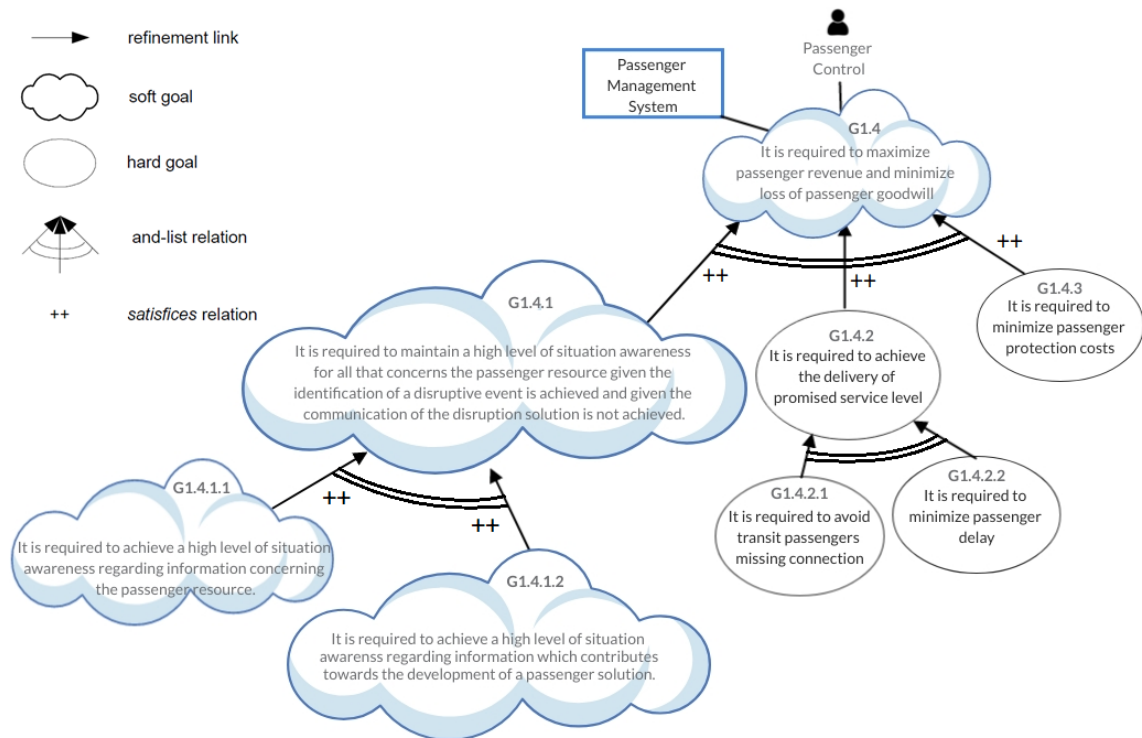 refinement link
soft goal
hard goal
and-list relation
++
satisfices relation
Passenger
Management
System
Passenger
Control
G1.4
It is required to maximize
passenger revenue and minimize
loss of passenger goodwill
++
++
++
G1.4.1
It is required to maintain a high level of situation awareness
for all that concerns the passenger resource given the
identification of a disruptive event is achieved and given the
communication of the disruption solution is not achieved.
G1.4.2
It is required to achieve
the delivery of
promised service level
G1.4.3
It is required to
minimize passenger
protection costs
++
++
G1.4.1.1
It is required to achieve a high level of situation
awareness regarding information concerning
the passenger resource.
G1.4.1.2
It is required to achieve a high level of situation
awarenss regarding information which contributes
towards the development of a passenger solution.
G1.4.2.1
It is required to avoid
transit passengers
missing connection
G1.4.2.2
It is required to
minimize passenger
delay